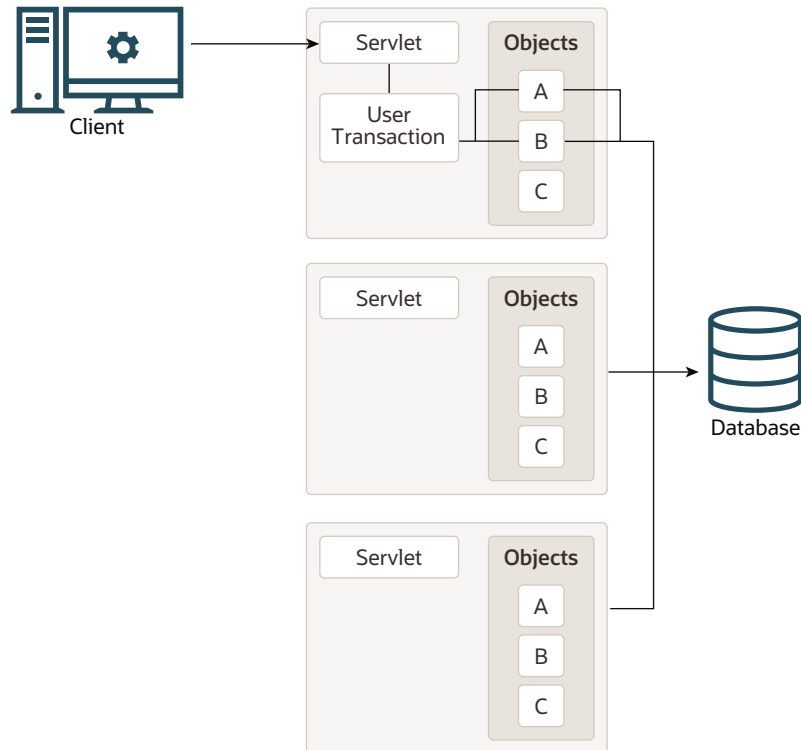 Client
Servlet
User
Transaction
Objects
A
B
C
Servlet
Objects
A
B
C
Database
Servlet
Objects
A
B
C